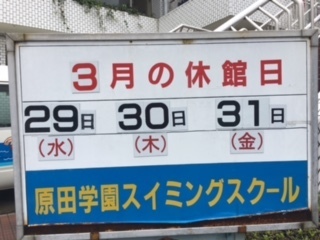 3月の休館日
29日 30日 31日
(水) (木) (金)
原田学園スイミングスクール